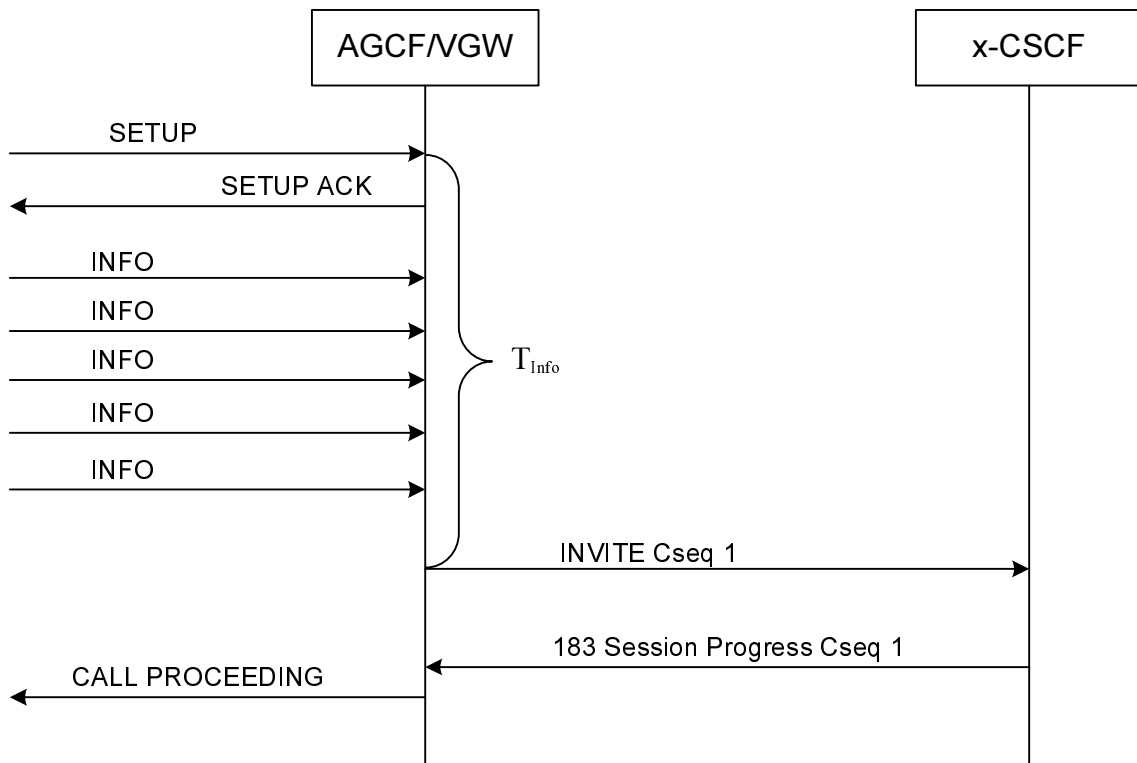 AGCF/VGW
x-CSCF
SETUP
SETUP ACK
INFO
INFO
INFO
TInfo
INFO
INFO
INVITE Cseq 1
183 Session Progress Cseq 1
CALL PROCEEDING